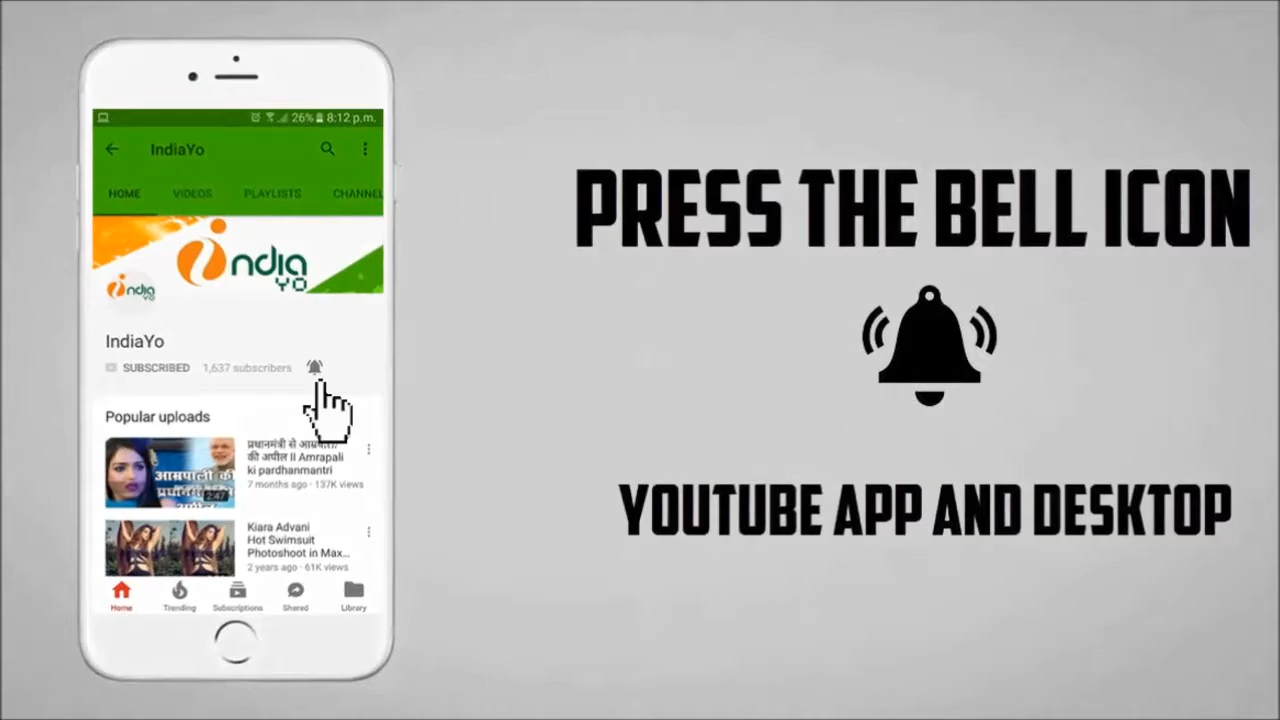 26% 8:12 p.m.
IndiaYo
HOME VIDEOS PLAYLISTS CHANNEL
india
YO
india
YO
IndiaYo
SUBSCRIBED 1,637 subscribers
Popular uploads
आम्रपाली की
2:47
की अपील II Amrapali
ki pardhanmantri
7 months ago · 137K views
Kiara Advani
Hot Swimsuit
Photoshoot in Max...
2 years ago · 61K views
Home Trending Subscriptions Shared Library
PRESS THE BELL ICON
YOUTUBE APP AND DESKTOP